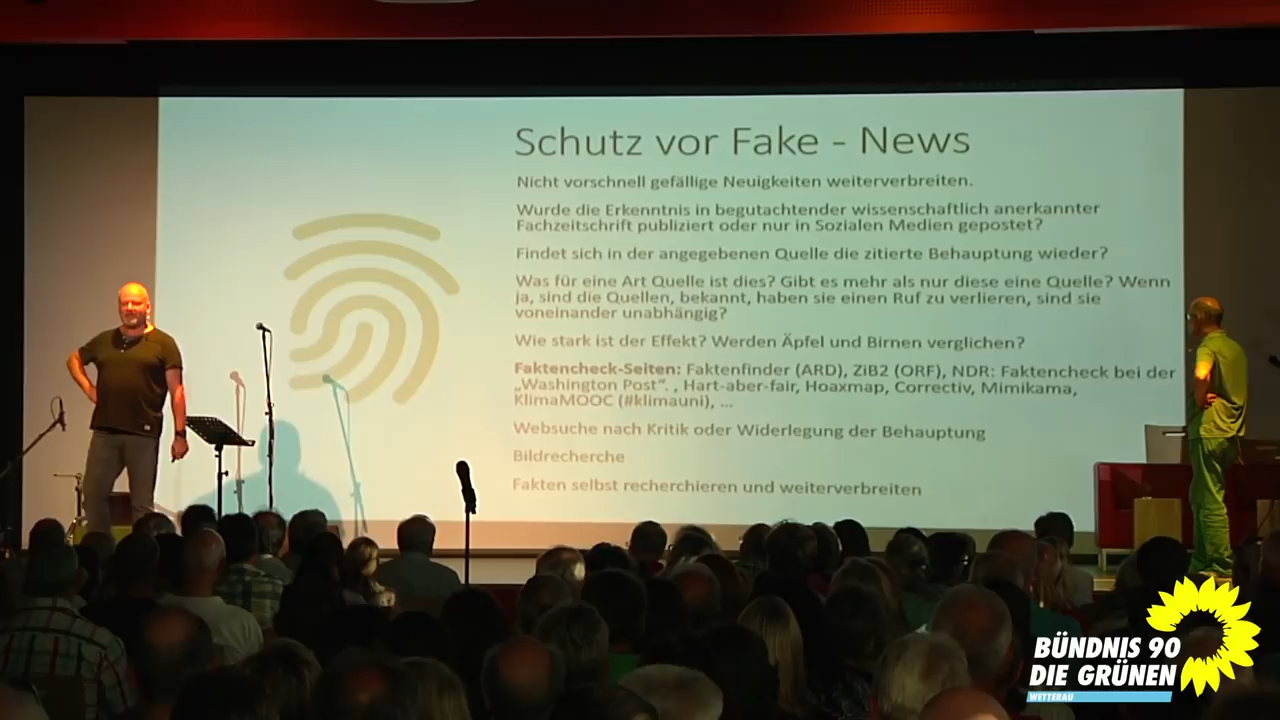 Schutz vor Fake - News
Nicht vorschnell gefällige Neuigkeiten weiterverbreiten.
Wurde die Erkenntnis in begutachtender wissenschaftlich anerkannter
Fachzeitschrift publiziert oder nur in Sozialen Medien gepostet?
Findet sich in der angegebenen Quelle die zitierte Behauptung wieder?
Was für eine Art Quelle ist dies? Gibt es mehr als nur diese eine Quelle? Wenn
ja, sind die Quellen, bekannt, haben sie einen Ruf zu verlieren, sind sie
voneinander unabhängig?
Wie stark ist der Effekt? Werden Äpfel und Birnen verglichen?
Faktencheck-Seiten: Faktenfinder (ARD), ZiB2 (ORF), NDR: Faktencheck bei der
„Washington Post“. , Hart-aber-fair, Hoaxmap, Correctiv, Mimikama,
KlimaMOOC (#klimauni), ...
Websuche nach Kritik oder Widerlegung der Behauptung
Bildrecherche
Fakten selbst recherchieren und weiterverbreiten
BÜNDNIS 90
DIE GRÜNEN
WETTERAU